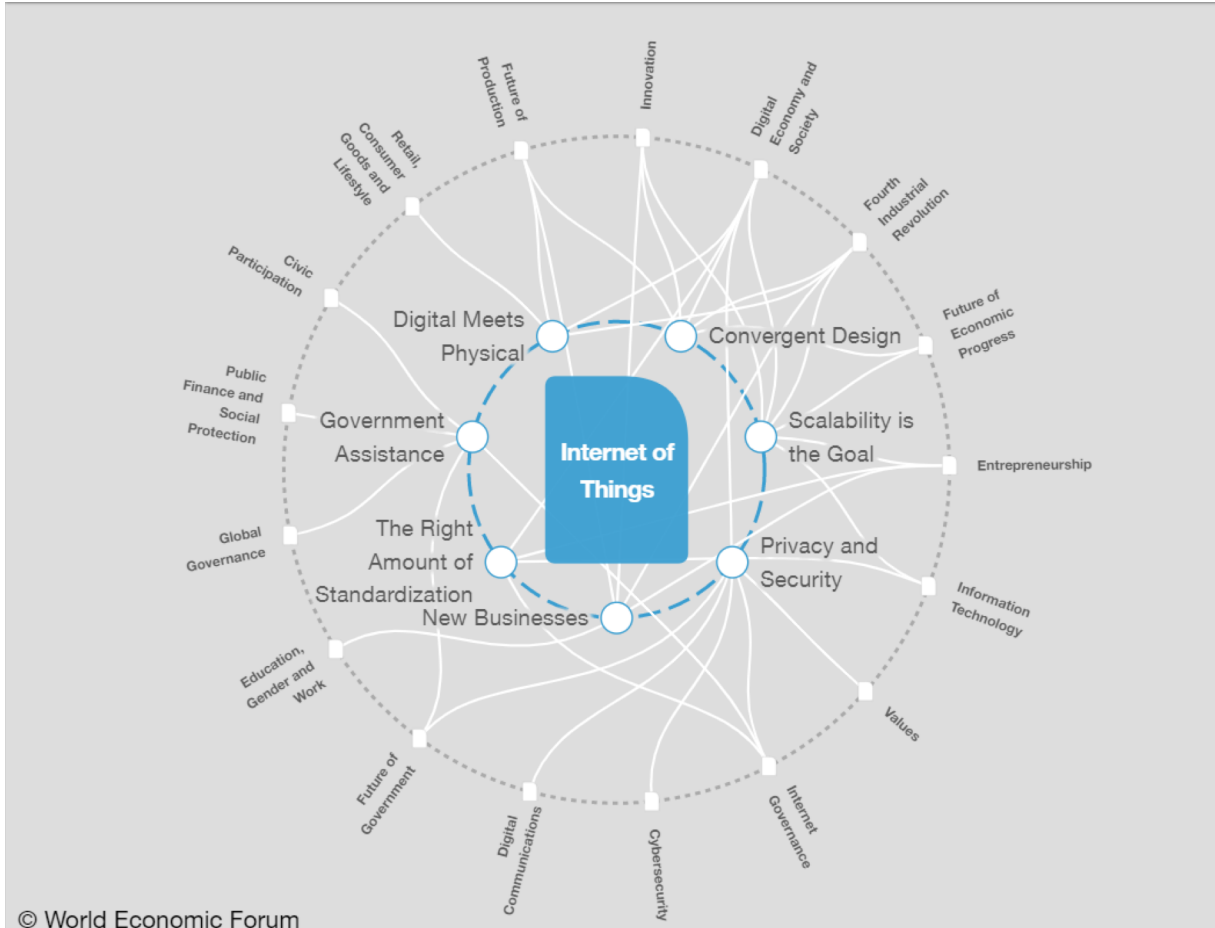 Innovation
Digital
Economy and
Society
Fourth
Industrial
Revolution
Future of
Economic
Progress
Entrepreneurship
Information
Technology
Values
Internet
Governance
Cybersecurity
Digital
Communications
Future of
Government
Education,
Gender and
Work
Global
Governance
Public
Finance and
Social
Protection
Civic
Participation
Retail,
Consumer
Goods and
Lifestyle
Future of
Production
Digital Meets
Physical
Convergent Design
Government
Assistance
Scalability is
the Goal
Internet of
Things
The Right
Amount of
Standardization
Privacy and
Security
New Businesses
© World Economic Forum